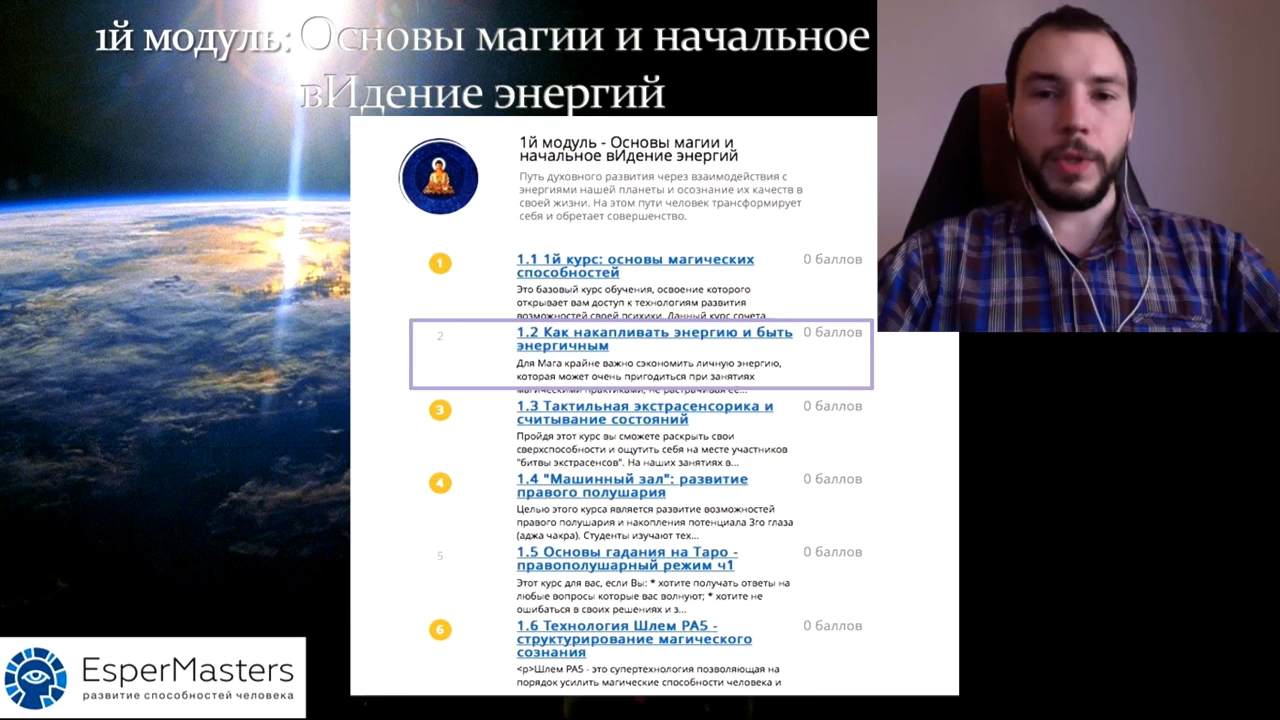 1й модуль: Основы магии и начальное
вИдение энергий
1й модуль - Основы магии и
начальное вИдение энергий
Путь духовного развития через взаимодействия с
энергиями нашей планеты и осознание их качеств в
своей жизни. На этом пути человек трансформирует
себя и обретает совершенство.
1
1.1 1й курс: основы магических
способностей
0 баллов
Это базовый курс обучения, освоение которого
открывает вам доступ к технологиям развития
возможностей своей психики. Данный курс сочета...
2
1.2 Как накапливать энергию и быть
энергичным
0 баллов
Для Мага крайне важно сэкономить личную энергию,
которая может очень пригодиться при занятиях
магическими практиками, не растрачивая её...
3
1.3 Тактильная экстрасенсорика и
считывание состояний
0 баллов
Пройдя этот курс вы сможете раскрыть свои
сверхспособности и ощутить себя на месте участников
"битвы экстрасенсов". На наших занятиях в...
4
1.4 "Машинный зал": развитие
правого полушария
0 баллов
Целью этого курса является развитие возможностей
правого полушария и накопления потенциала 3го глаза
(аджа чакра). Студенты изучают тех...
5
1.5 Основы гадания на Таро -
правополушарный режим ч1
0 баллов
Этот курс для вас, если Вы: * хотите получать ответы на
любые вопросы которые вас волнуют; * хотите не
ошибаться в своих решениях и з...
6
1.6 Технология Шлем РА5 -
структурирование магического
сознания
0 баллов
<p>Шлем РА5 - это супертехнология позволяющая на
порядок усилить магические способности человека и
EsperMasters
развитие способностей человека